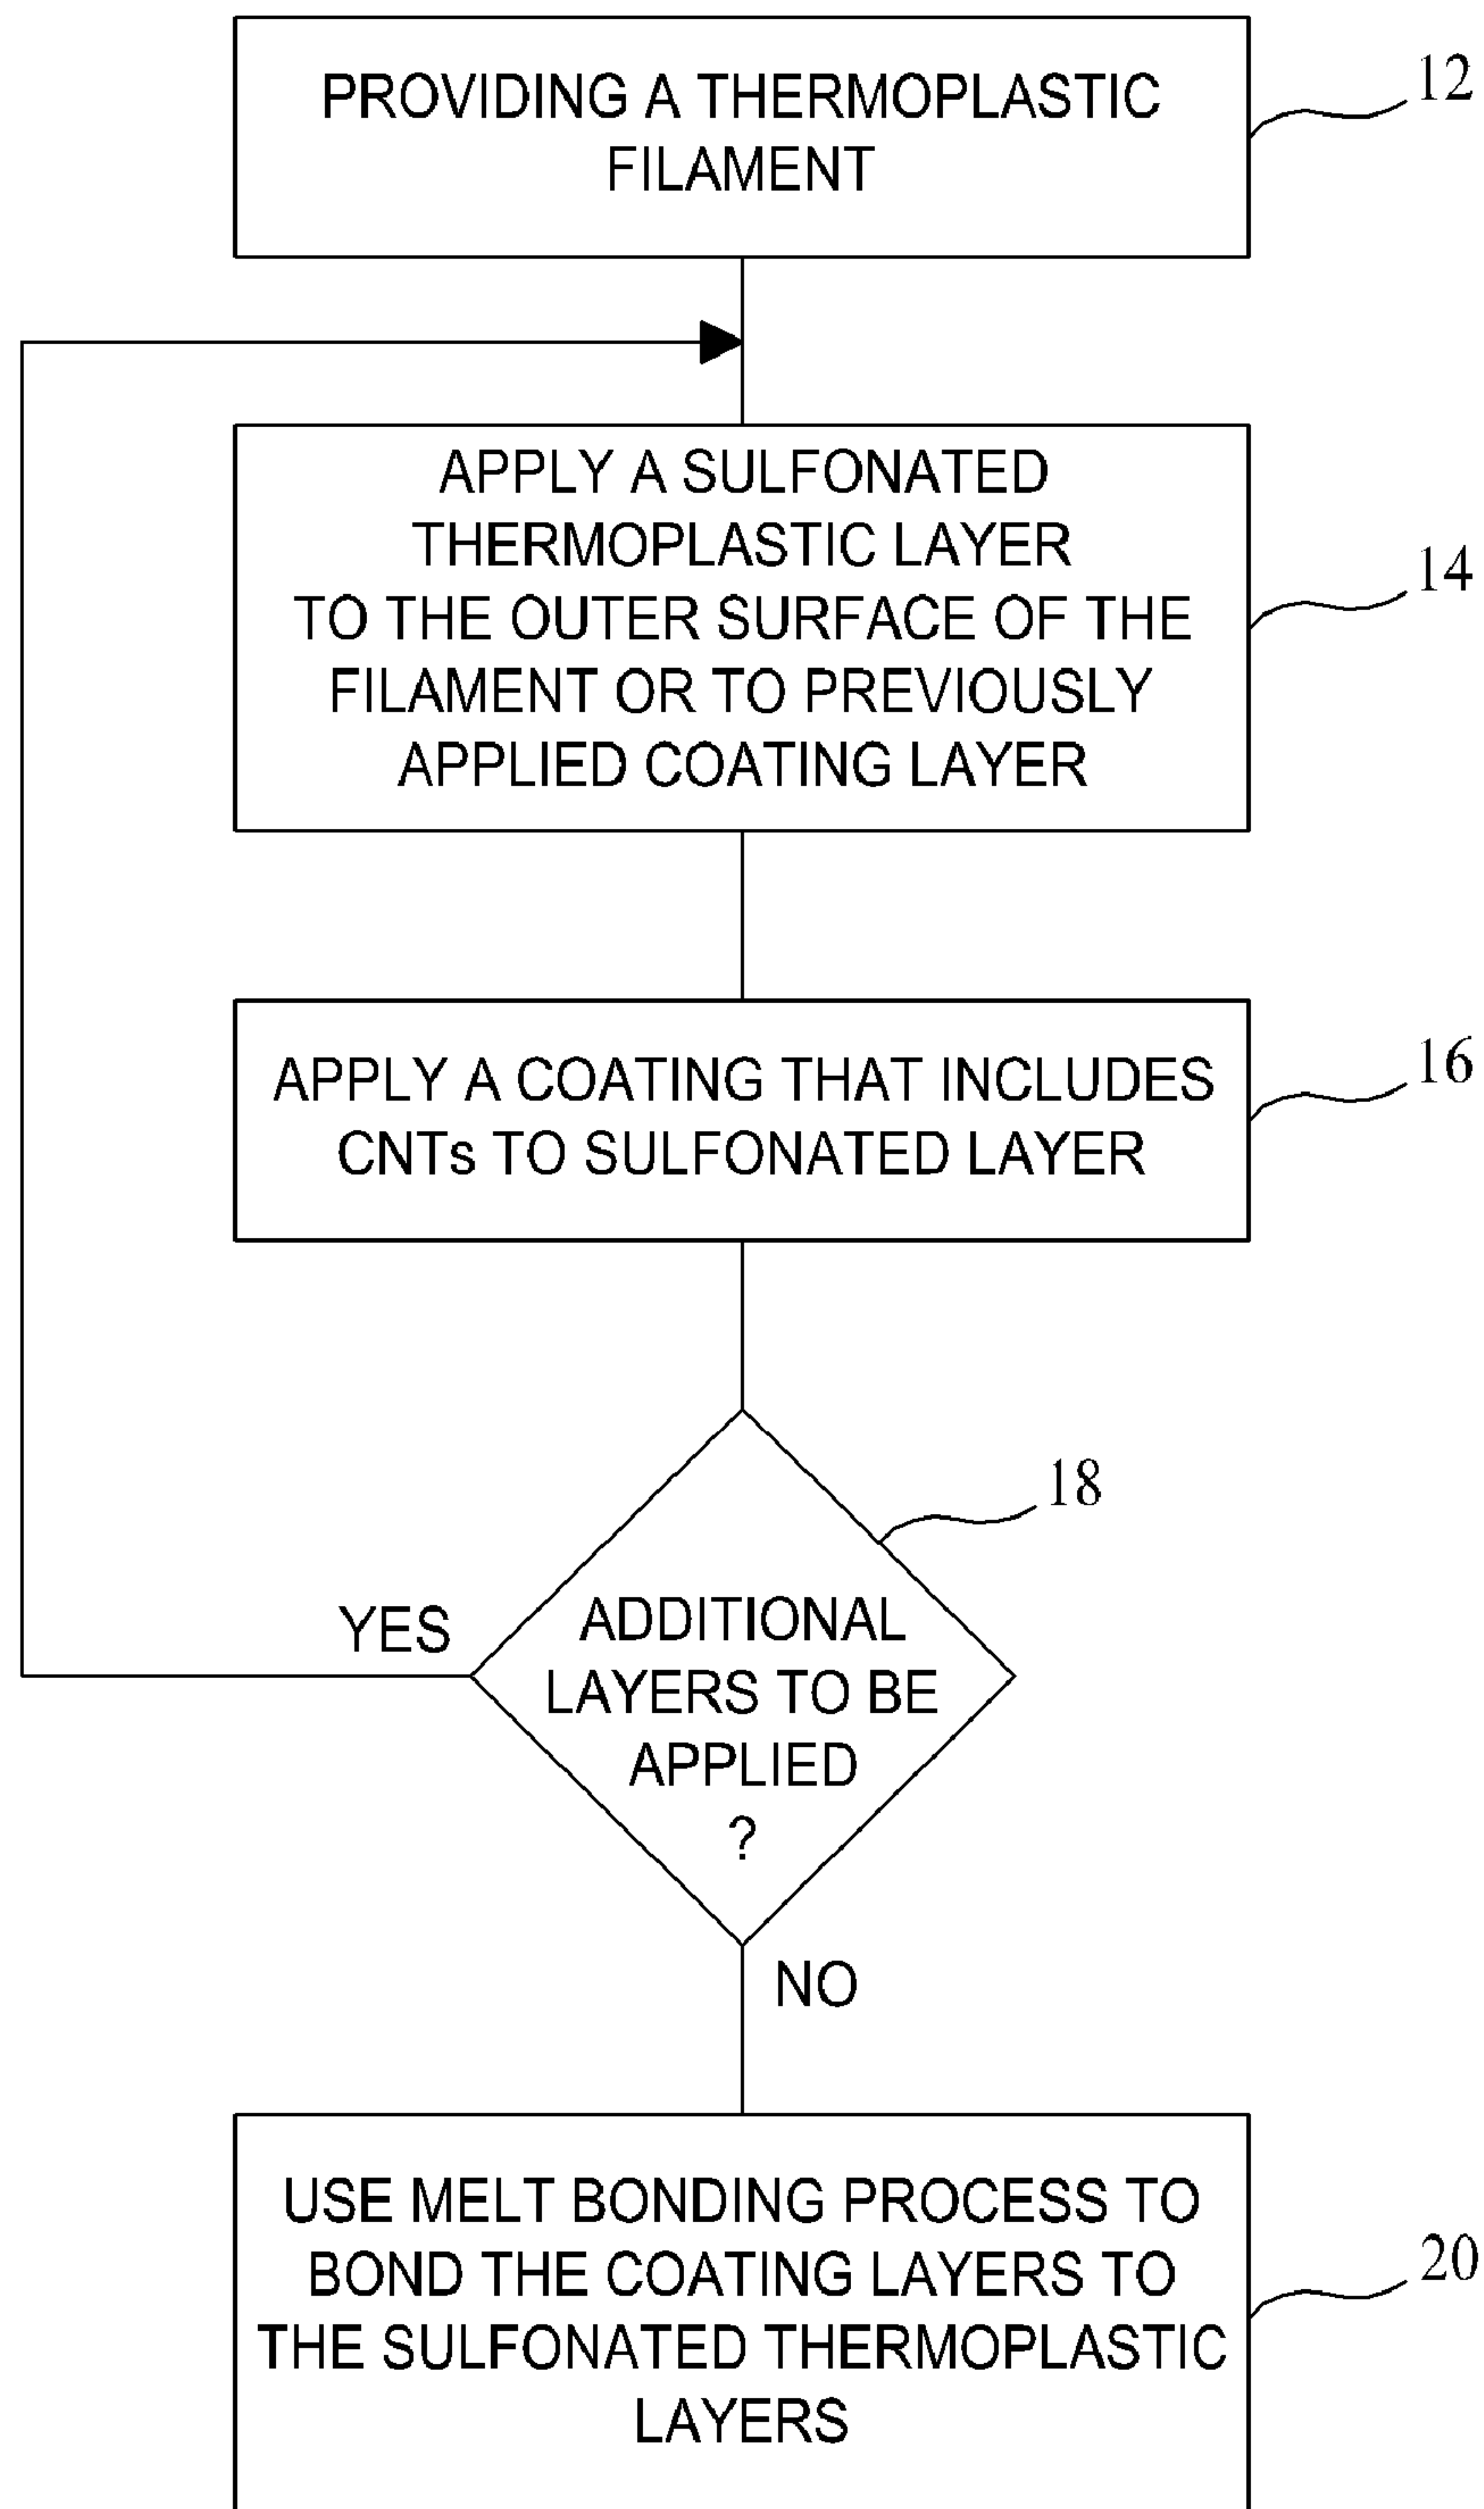 PROVIDING A THERMOPLASTIC
FILAMENT
12
APPLY A SULFONATED
THERMOPLASTIC LAYER
TO THE OUTER SURFACE OF THE
FILAMENT OR TO PREVIOUSLY
APPLIED COATING LAYER
14
APPLY A COATING THAT INCLUDES
CNTs TO SULFONATED LAYER
16
18
YES
ADDITIONAL
LAYERS TO BE
APPLIED
?
NO
USE MELT BONDING PROCESS TO
BOND THE COATING LAYERS TO
THE SULFONATED THERMOPLASTIC
LAYERS
20